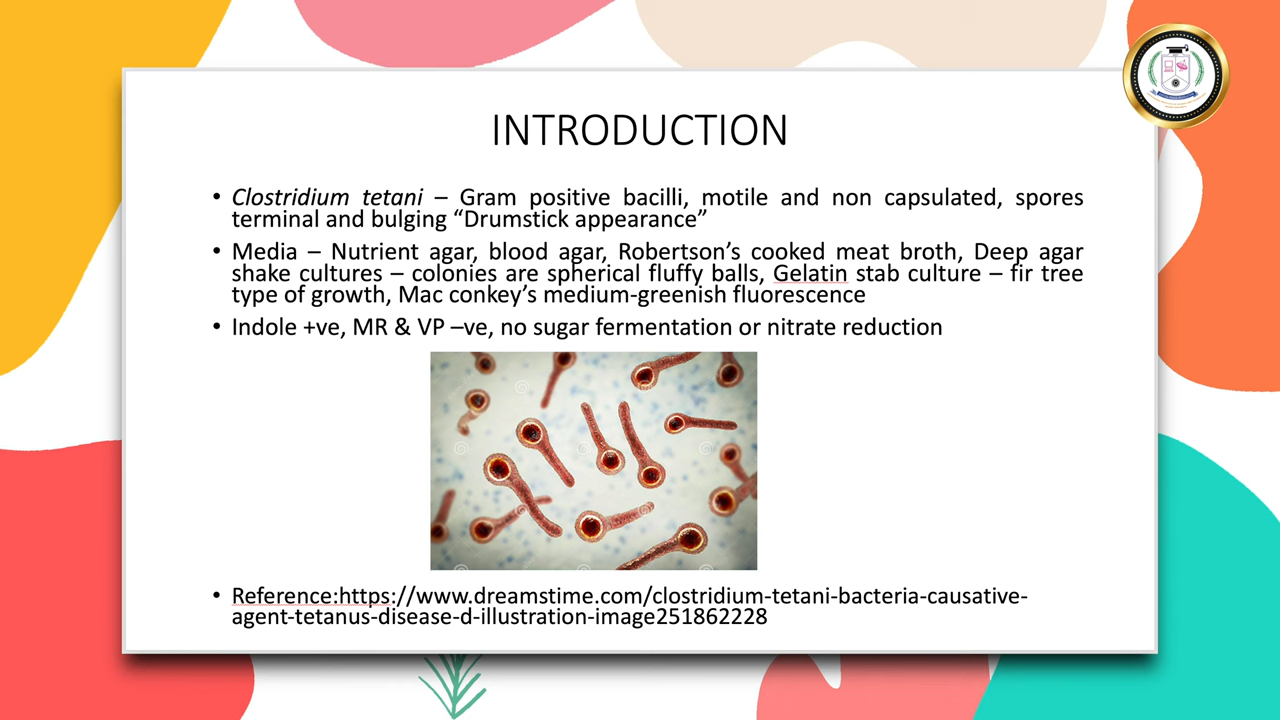 INTRODUCTION
• Clostridium tetani – Gram positive bacilli, motile and non capsulated, spores
terminal and bulging “Drumstick appearance”
• Media – Nutrient agar, blood agar, Robertson’s cooked meat broth, Deep agar
shake cultures – colonies are spherical fluffy balls, Gelatin stab culture – fir tree
type of growth, Mac conkey’s medium-greenish fluorescence
• Indole +ve, MR & VP –ve, no sugar fermentation or nitrate reduction
• Reference:https://www.dreamstime.com/clostridium-tetani-bacteria-causative-
agent-tetanus-disease-d-illustration-image251862228